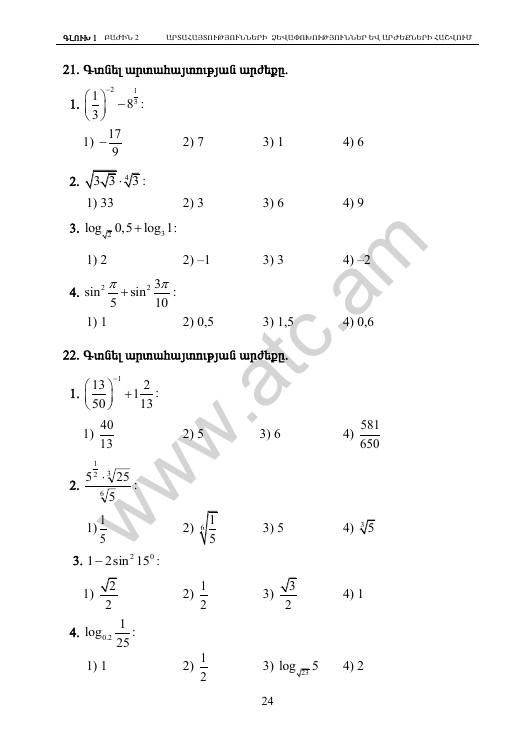 ԳԼՈՒԽ 1 ԲԱԺԻՆ 2 ԱՐՏԱՀԱՅՏՈՒԹՅՈՒՆՆԵՐԻ ՁԵՎԱՓՈԽՈՒԹՅՈՒՆՆԵՐ ԵՎ ԱՐԺԵՔՆԵՐԻ ՀԱՇՎՈՒՄ
21. Գտնել արտահայտության արժեքը.
1. (1/3)^{-2} − 8^{1/3} :
1) −17/9 2) 7 3) 1 4) 6
2. √(3√3) · ∜3 :
1) 33 2) 3 3) 6 4) 9
3. log_{√2} 0,5 + log_3 1:
1) 2 2) –1 3) 3 4) –2
4. sin² π/5 + sin² 3π/10 :
1) 1 2) 0,5 3) 1,5 4) 0,6
22. Գտնել արտահայտության արժեքը.
1. (13/50)^{-1} + 1 2/13 :
1) 40/13 2) 5 3) 6 4) 581/650
2. (5^{1/2} · ∛25)/⁶√5 :
1) 1/5 2) ⁶√(1/5) 3) 5 4) ∛5
3. 1 − 2sin² 15⁰ :
1) √2/2 2) 1/2 3) √3/2 4) 1
4. log_{0.2} 1/25 :
1) 1 2) 1/2 3) log_{√23} 5 4) 2
24
www.atc.am